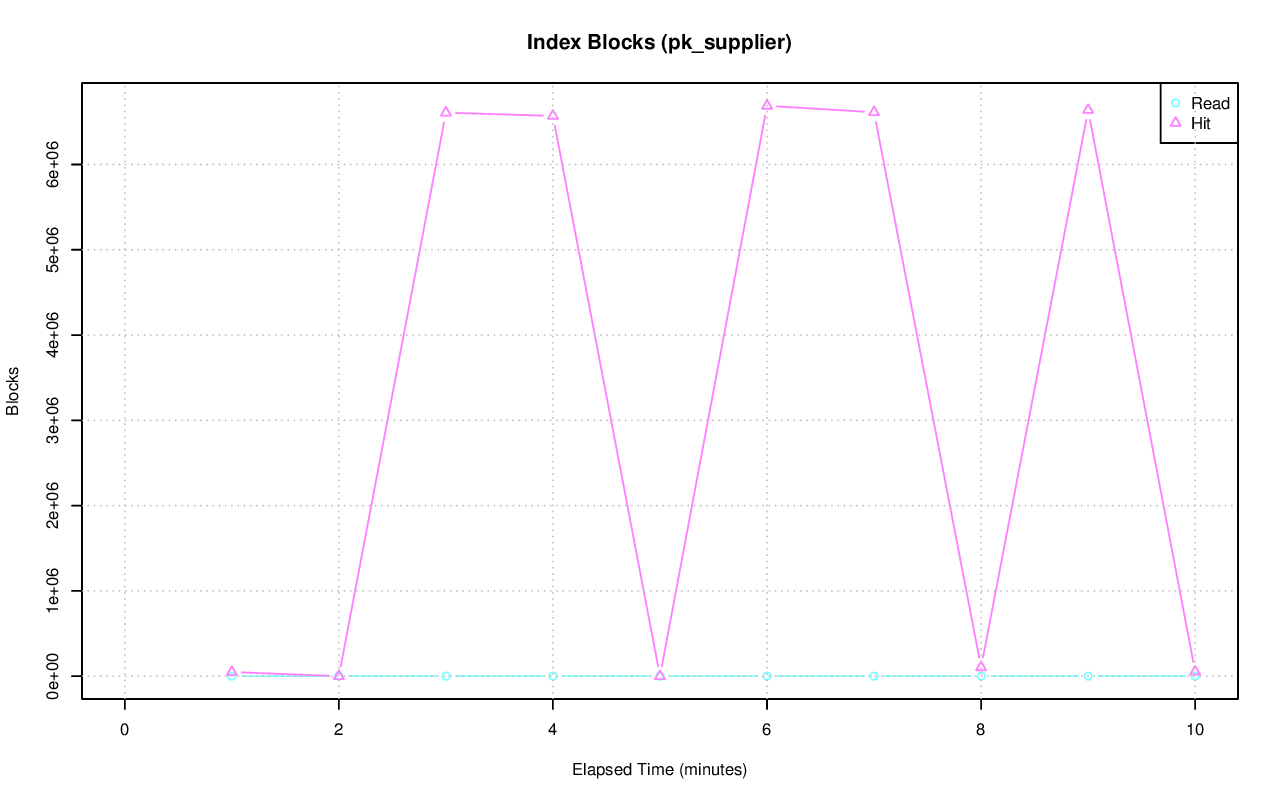 Index Blocks (pk_supplier)
Read
Hit
6e+06
5e+06
4e+06
3e+06
2e+06
1e+06
0e+00
Blocks
0 2 4 6 8 10
Elapsed Time (minutes)